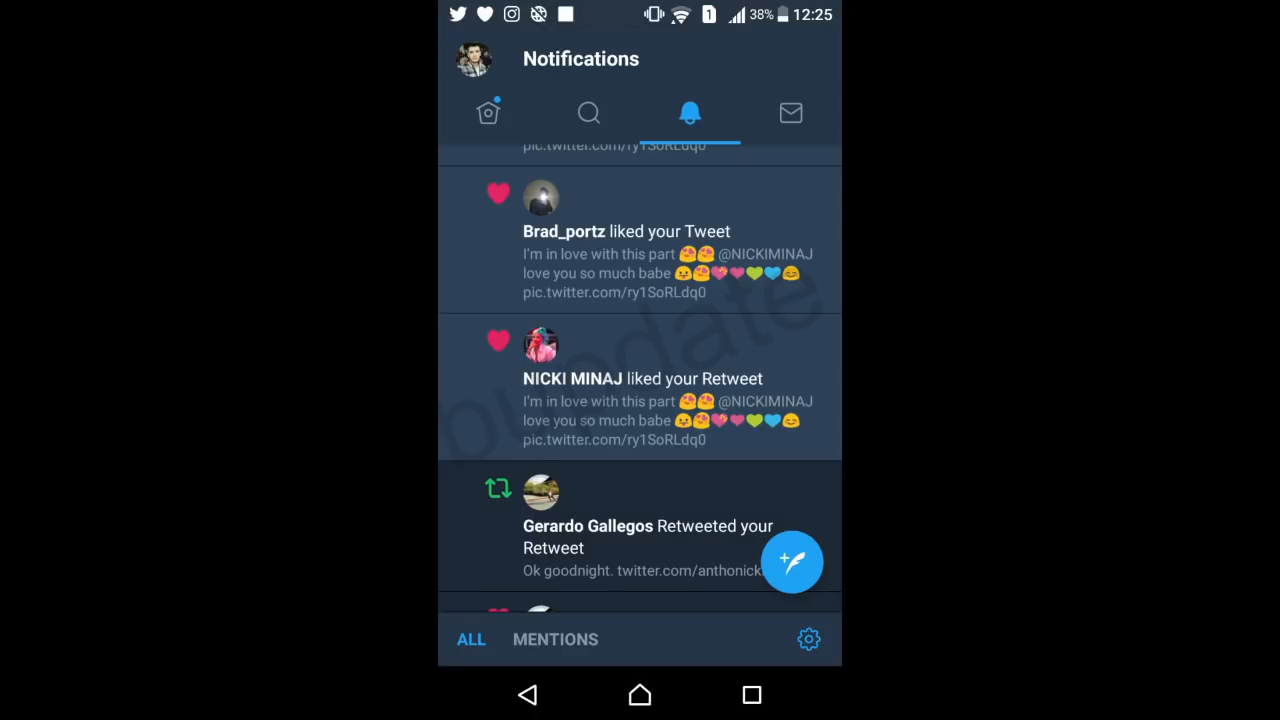 1 38% 12:25
Notifications
pic.twitter.com/ry1SoRLdq0
Brad_portz liked your Tweet
I'm in love with this part 😍😍 @NICKIMINAJ
love you so much babe 😛😍💖❤💚💙😊
pic.twitter.com/ry1SoRLdq0
NICKI MINAJ liked your Retweet
I'm in love with this part 😍😍 @NICKIMINAJ
love you so much babe 😛😍💖❤💚💙😊
pic.twitter.com/ry1SoRLdq0
Gerardo Gallegos Retweeted your
Retweet
Ok goodnight. twitter.com/anthonick
ALL MENTIONS